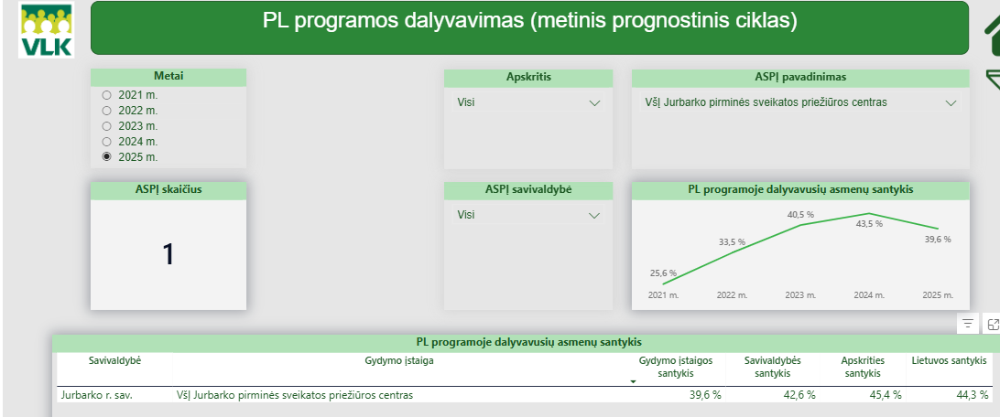 VLK
PL programos dalyvavimas (metinis prognostinis ciklas)
Metai
2021 m.
2022 m.
2023 m.
2024 m.
2025 m.
Apskritis
Visi
ASPĮ pavadinimas
VšĮ Jurbarko pirminės sveikatos priežiūros centras
ASPĮ skaičius
1
ASPĮ savivaldybė
Visi
PL programoje dalyvavusių asmenų santykis
25,6 %
33,5 %
40,5 %
43,5 %
39,6 %
2021 m. 2022 m. 2023 m. 2024 m. 2025 m.
PL programoje dalyvavusių asmenų santykis
Savivaldybė Gydymo įstaiga Gydymo įstaigos santykis Savivaldybės santykis Apskrities santykis Lietuvos santykis
Jurbarko r. sav. VšĮ Jurbarko pirminės sveikatos priežiūros centras 39,6 % 42,6 % 45,4 % 44,3 %